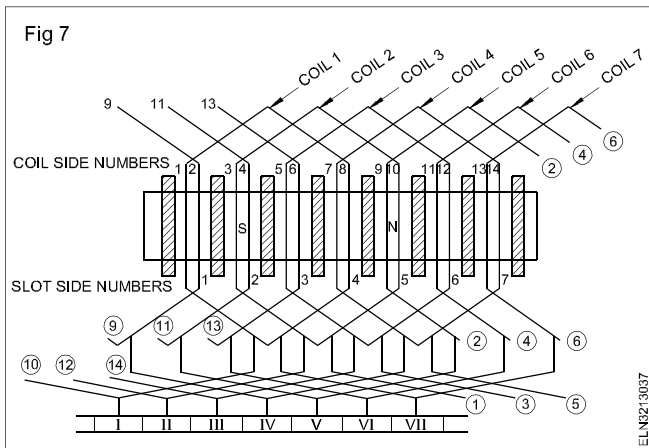 Fig 7
COIL 1
COIL 2
COIL 3
COIL 4
COIL 5
COIL 6
COIL 7
9 11 13
6
4
2
COIL SIDE NUMBERS 1 2 3 4 5 6 7 8 9 10 11 12 13 14
S N
SLOT SIDE NUMBERS 1 2 3 4 5 6 7
9 11 13 2 4 6
10 12 14 1 3 5
I II III IV V VI VII
ELN3213037